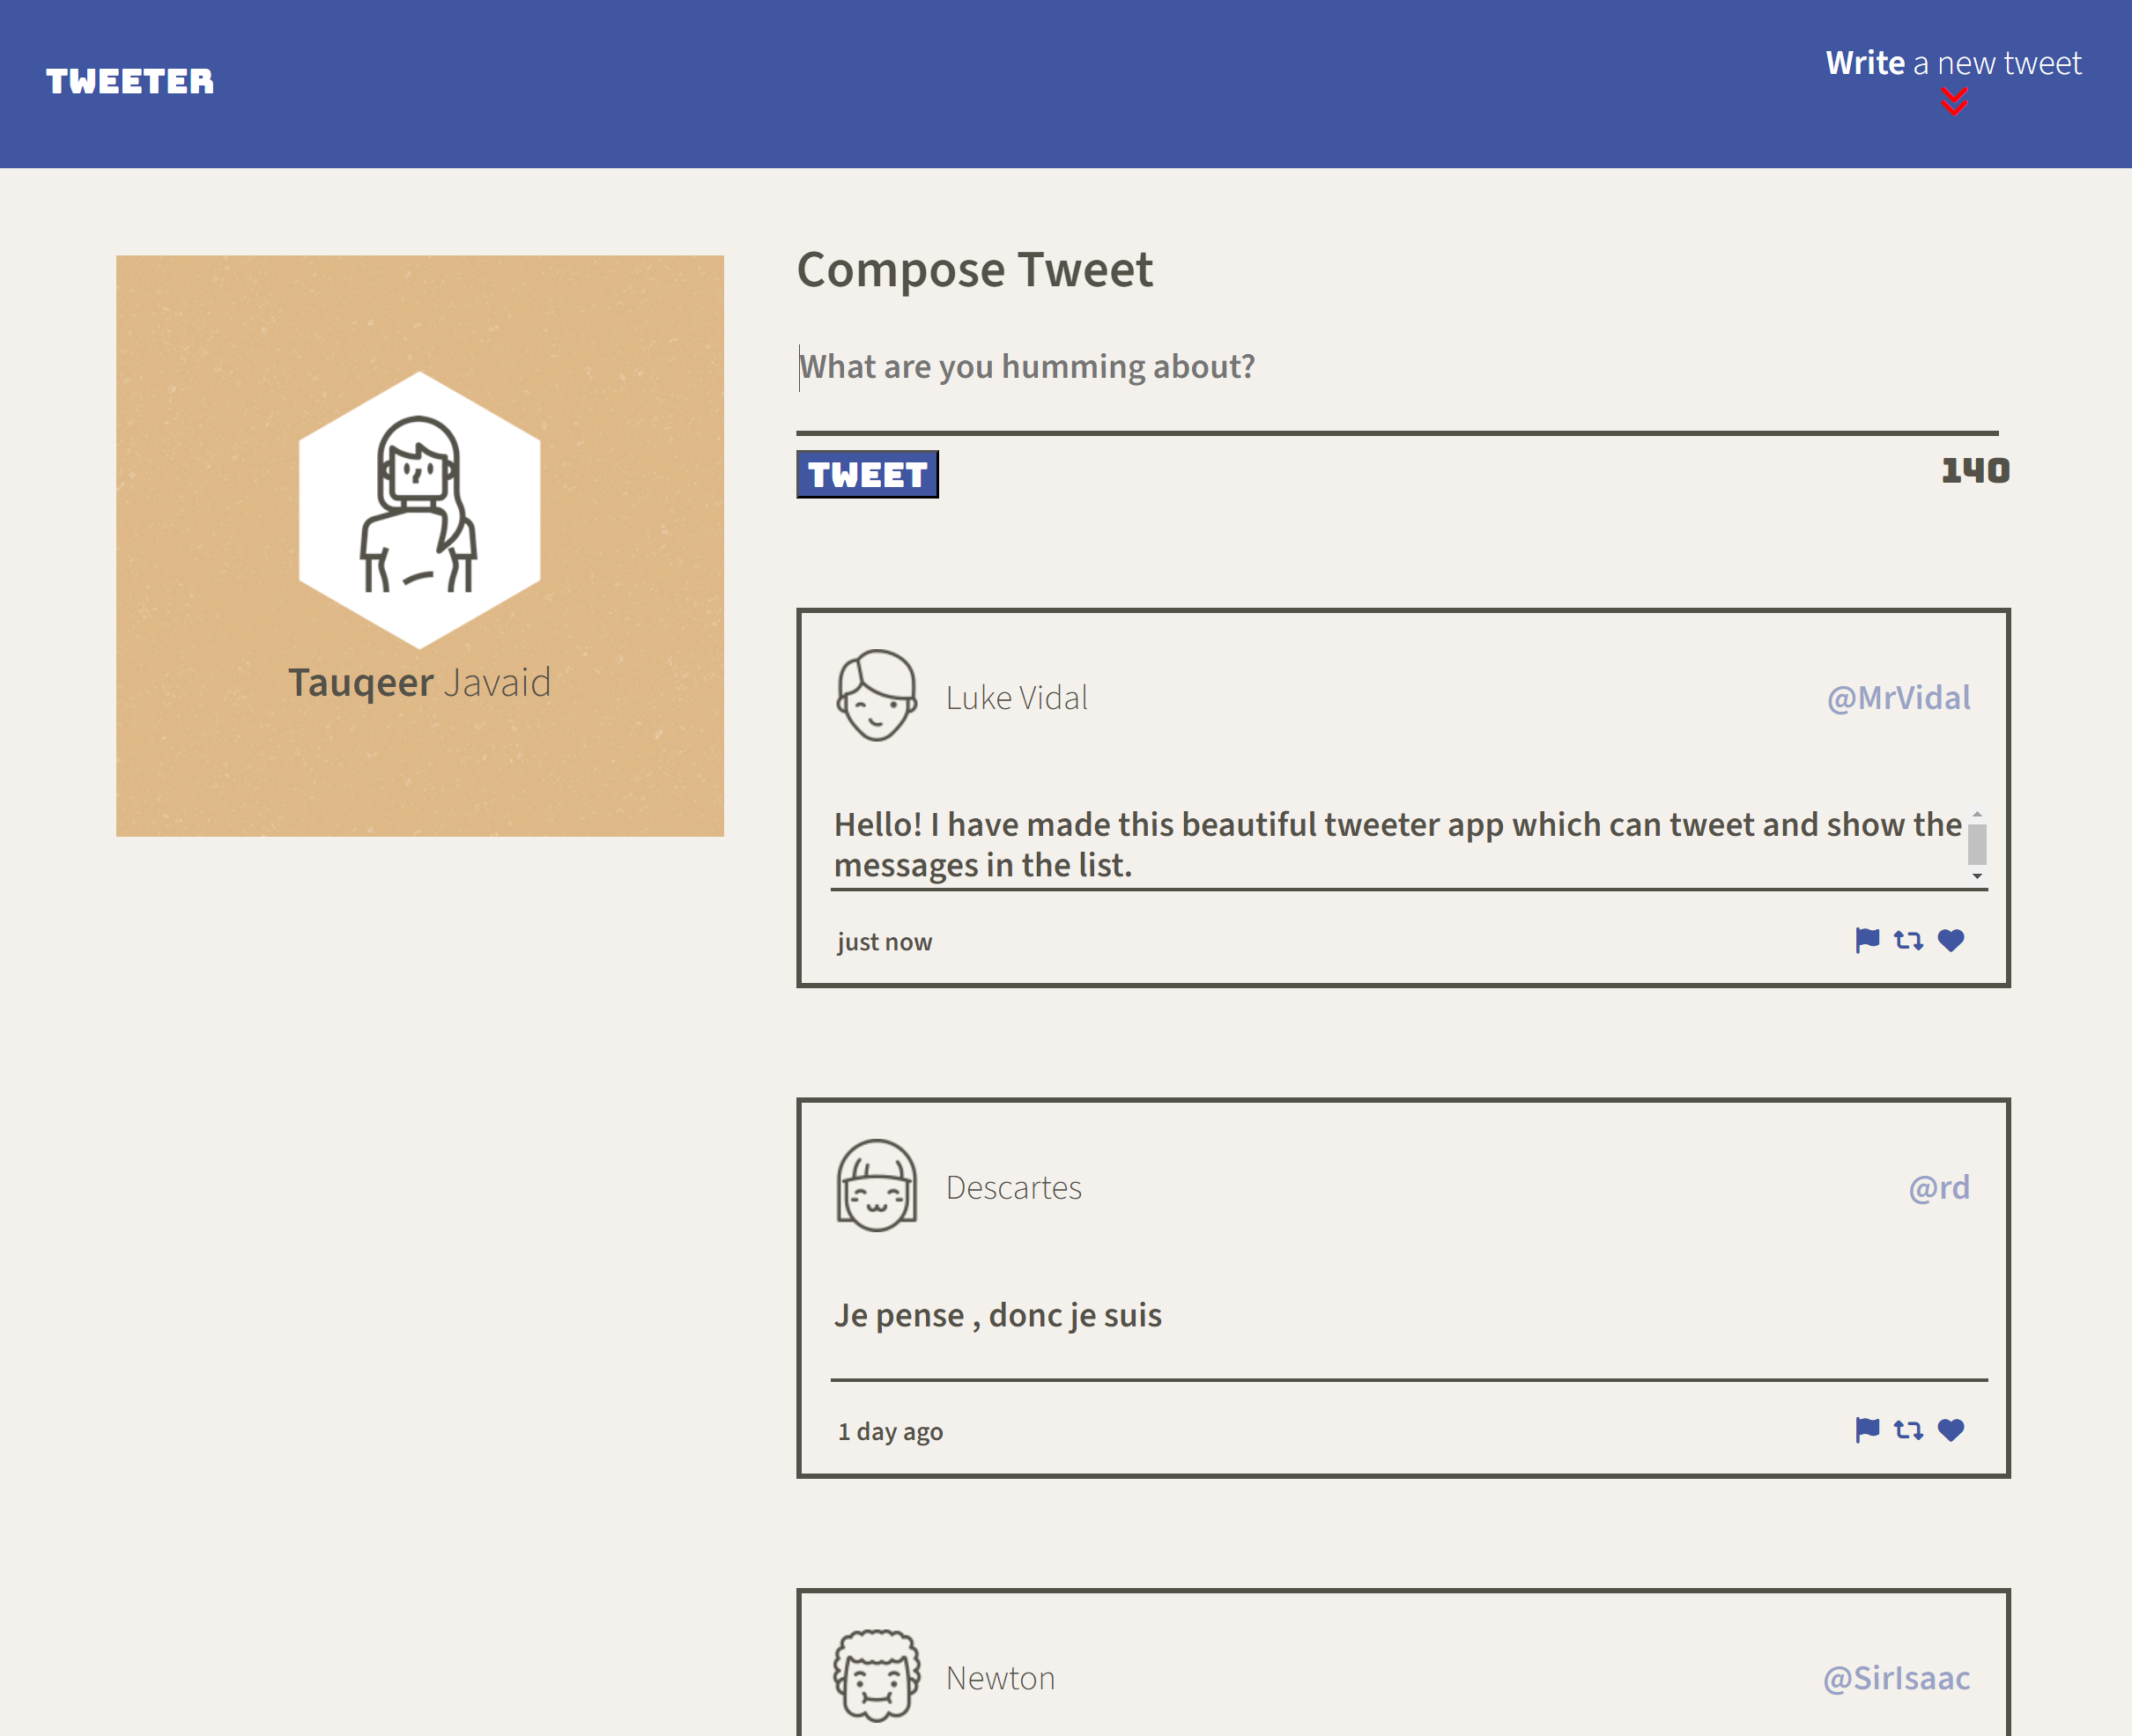 TWEETER
Write a new tweet
Tauqeer Javaid
Compose Tweet
What are you humming about?
TWEET
140
Luke Vidal
@MrVidal
Hello! I have made this beautiful tweeter app which can tweet and show the
messages in the list.
just now
Descartes
@rd
Je pense , donc je suis
1 day ago
Newton
@SirIsaac